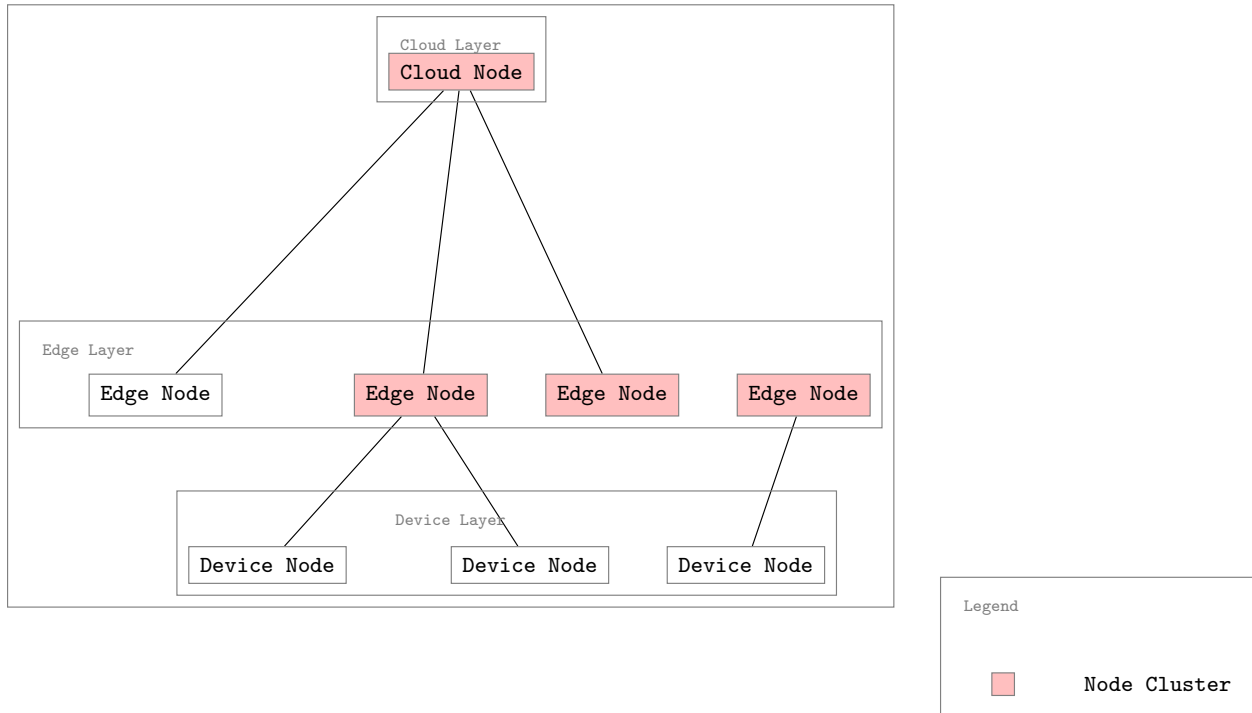 Cloud Layer
Cloud Node
Edge Layer
Edge Node
Edge Node
Edge Node
Edge Node
Device Layer
Device Node
Device Node
Device Node
Legend
Node Cluster